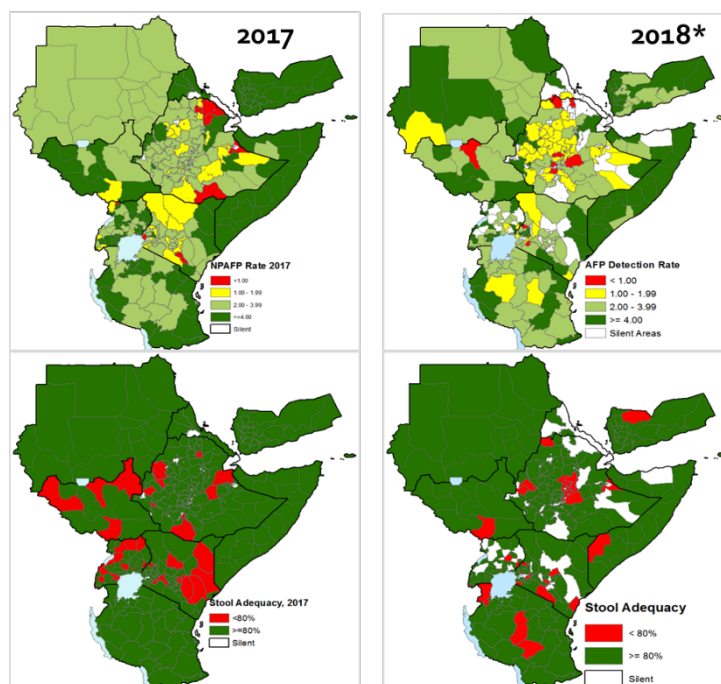 2017
NPAFP Rate 2017
<1.00
1.00 - 1.99
2.00 - 3.99
>=4.00
Silent
2018*
AFP Detection Rate
< 1.00
1.00 - 1.99
2.00 - 3.99
>= 4.00
Silent Areas
Stool Adequacy, 2017
<80%
>=80%
Silent
Stool Adequacy
< 80%
>= 80%
Silent